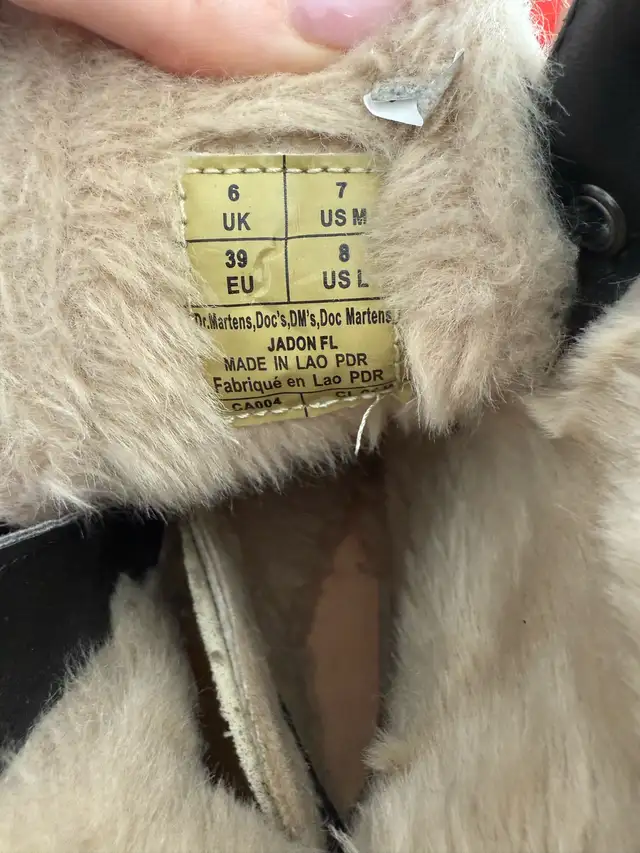 6 7
UK US M
39 8
EU US L
Dr.Martens,Doc's,DM's,Doc Martens
JADON FL
MADE IN LAO PDR
Fabriqué en Lao PDR
CA004